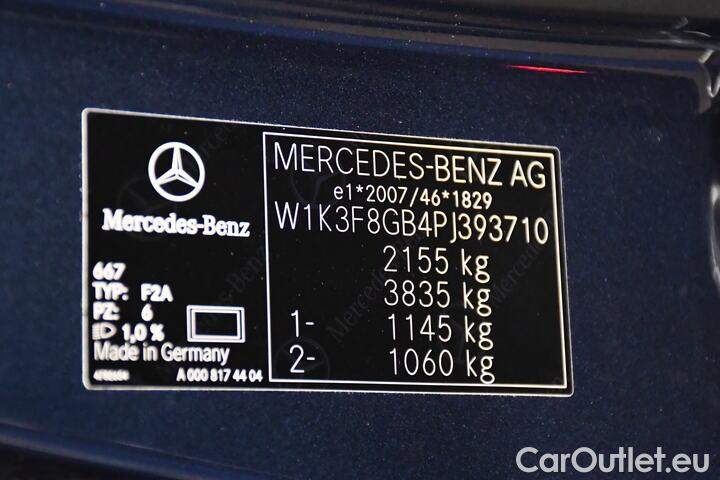 Mercedes-Benz
667
TYP: F2A
PZ: 6
1,0 %
Made in Germany
A 000 817 44 04
MERCEDES-BENZ AG
e1*2007/46*1829
W1K3F8GB4PJ393710
2155 kg
3835 kg
1- 1145 kg
2- 1060 kg
CarOutlet.eu